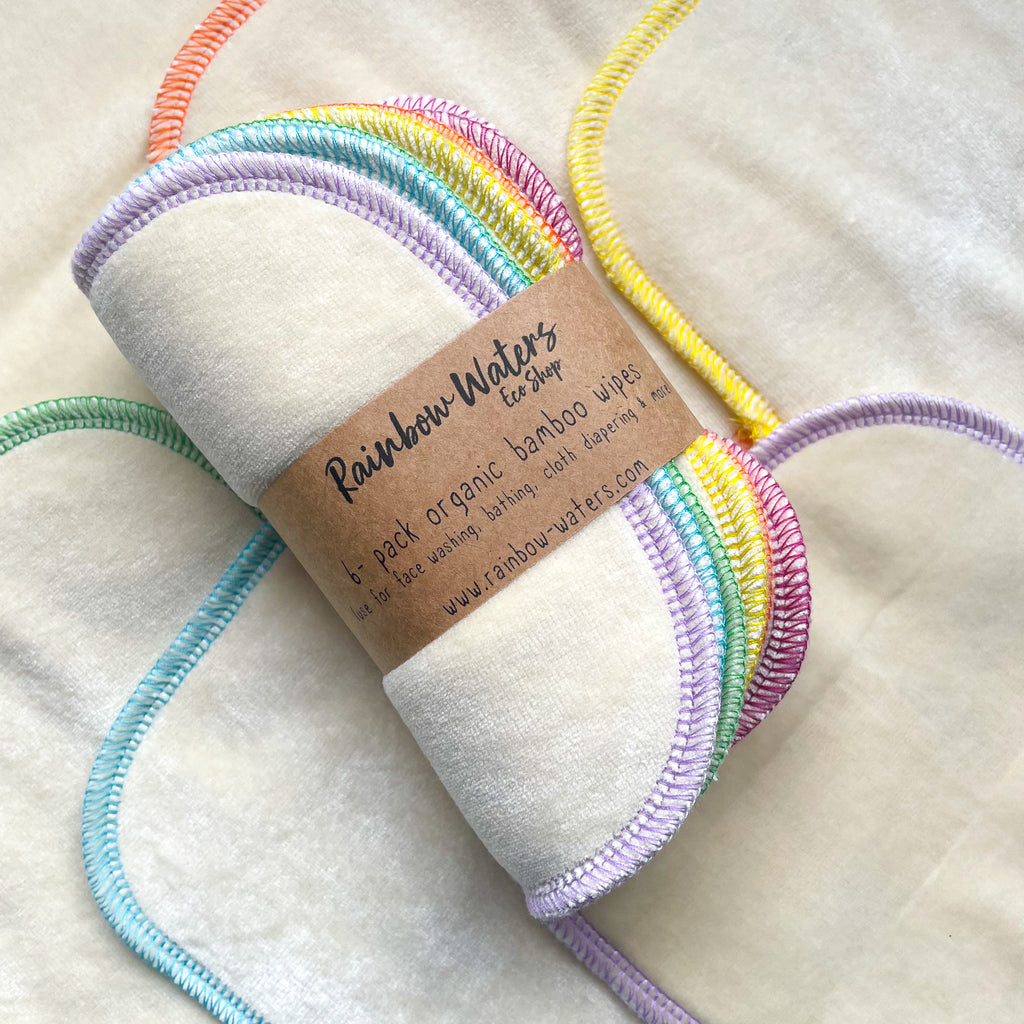 Rainbow Waters
Eco Shop
6- pack organic bamboo wipes
(use for face washing, bathing, cloth diapering & more!
www.rainbow-waters.com